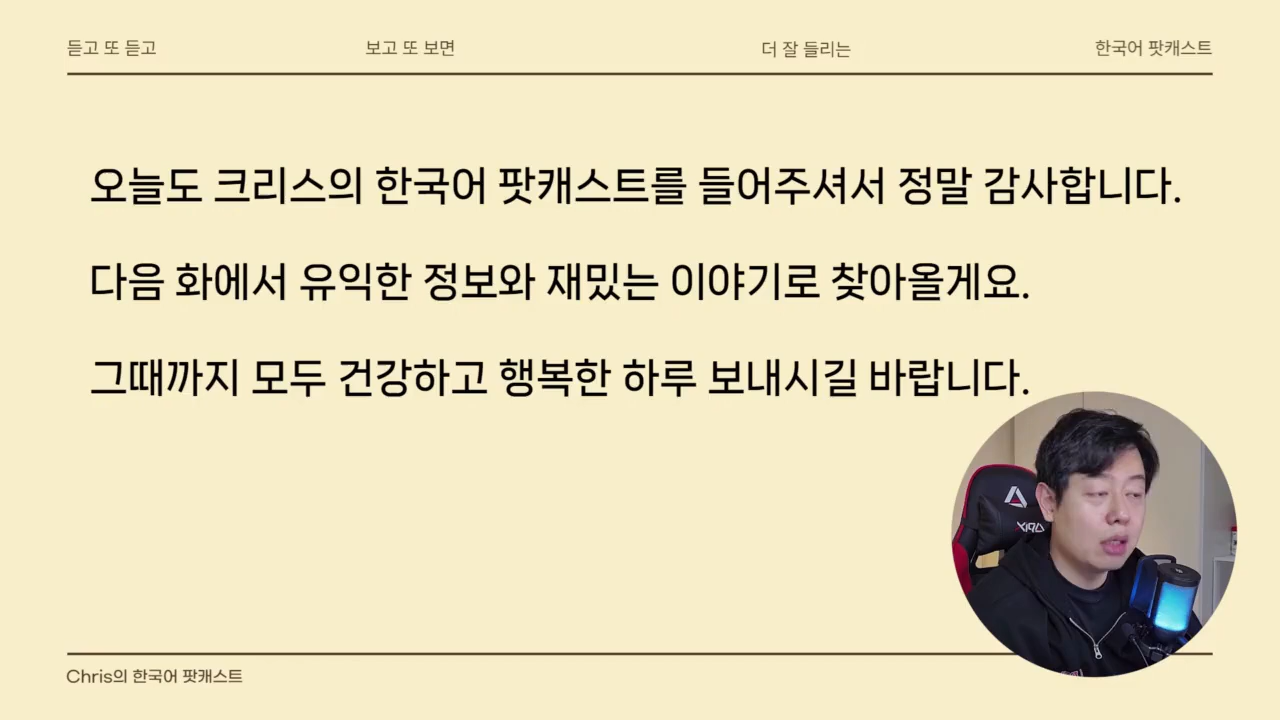 듣고 또 듣고 보고 또 보면 더 잘 들리는 한국어 팟캐스트
오늘도 크리스의 한국어 팟캐스트를 들어주셔서 정말 감사합니다.
다음 화에서 유익한 정보와 재밌는 이야기로 찾아올게요.
그때까지 모두 건강하고 행복한 하루 보내시길 바랍니다.
Chris의 한국어 팟캐스트